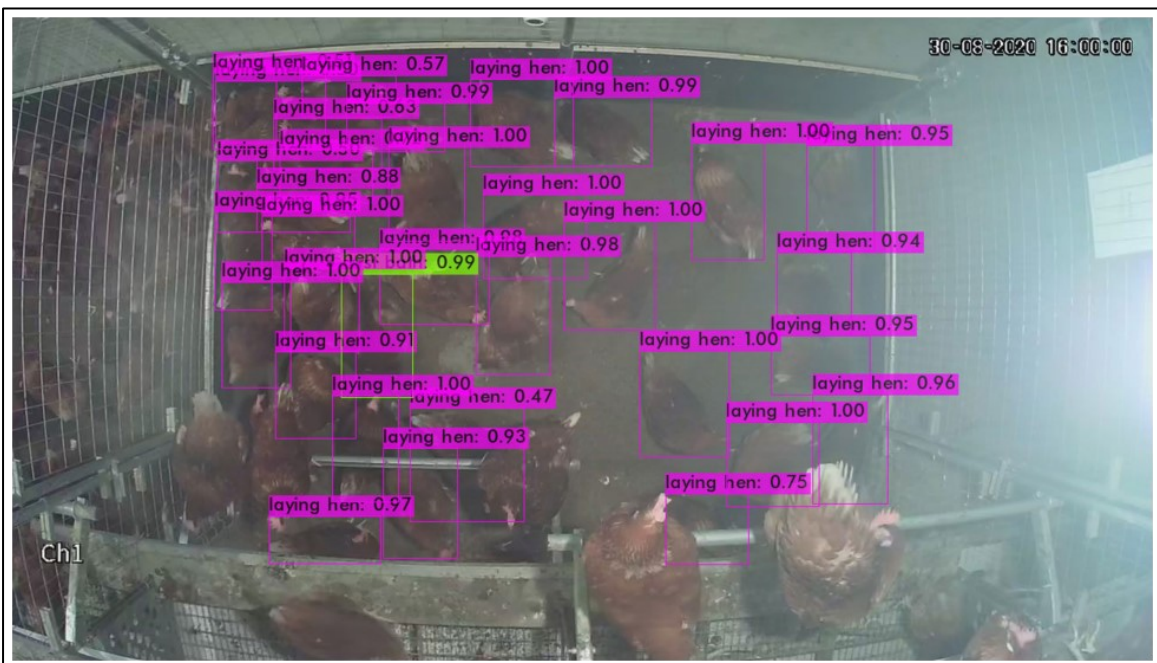 30-08-2020 16:00:00
laying hen: 0.57
laying hen: 1.00
laying hen: 0.99
laying hen: 0.99
laying hen: 0.63
laying hen: 1.00
laying hen: 1.00
laying hen: 0.95
laying hen: 0.88
laying hen: 1.00
laying hen: 1.00
laying hen: 1.00
laying hen: 0.98
laying hen: 0.94
laying hen: 1.00
0.99
laying hen: 1.00
laying hen: 0.95
laying hen: 0.91
laying hen: 1.00
laying hen: 1.00
laying hen: 0.96
laying hen: 0.47
laying hen: 1.00
laying hen: 0.93
laying hen: 0.75
laying hen: 0.97
Ch1